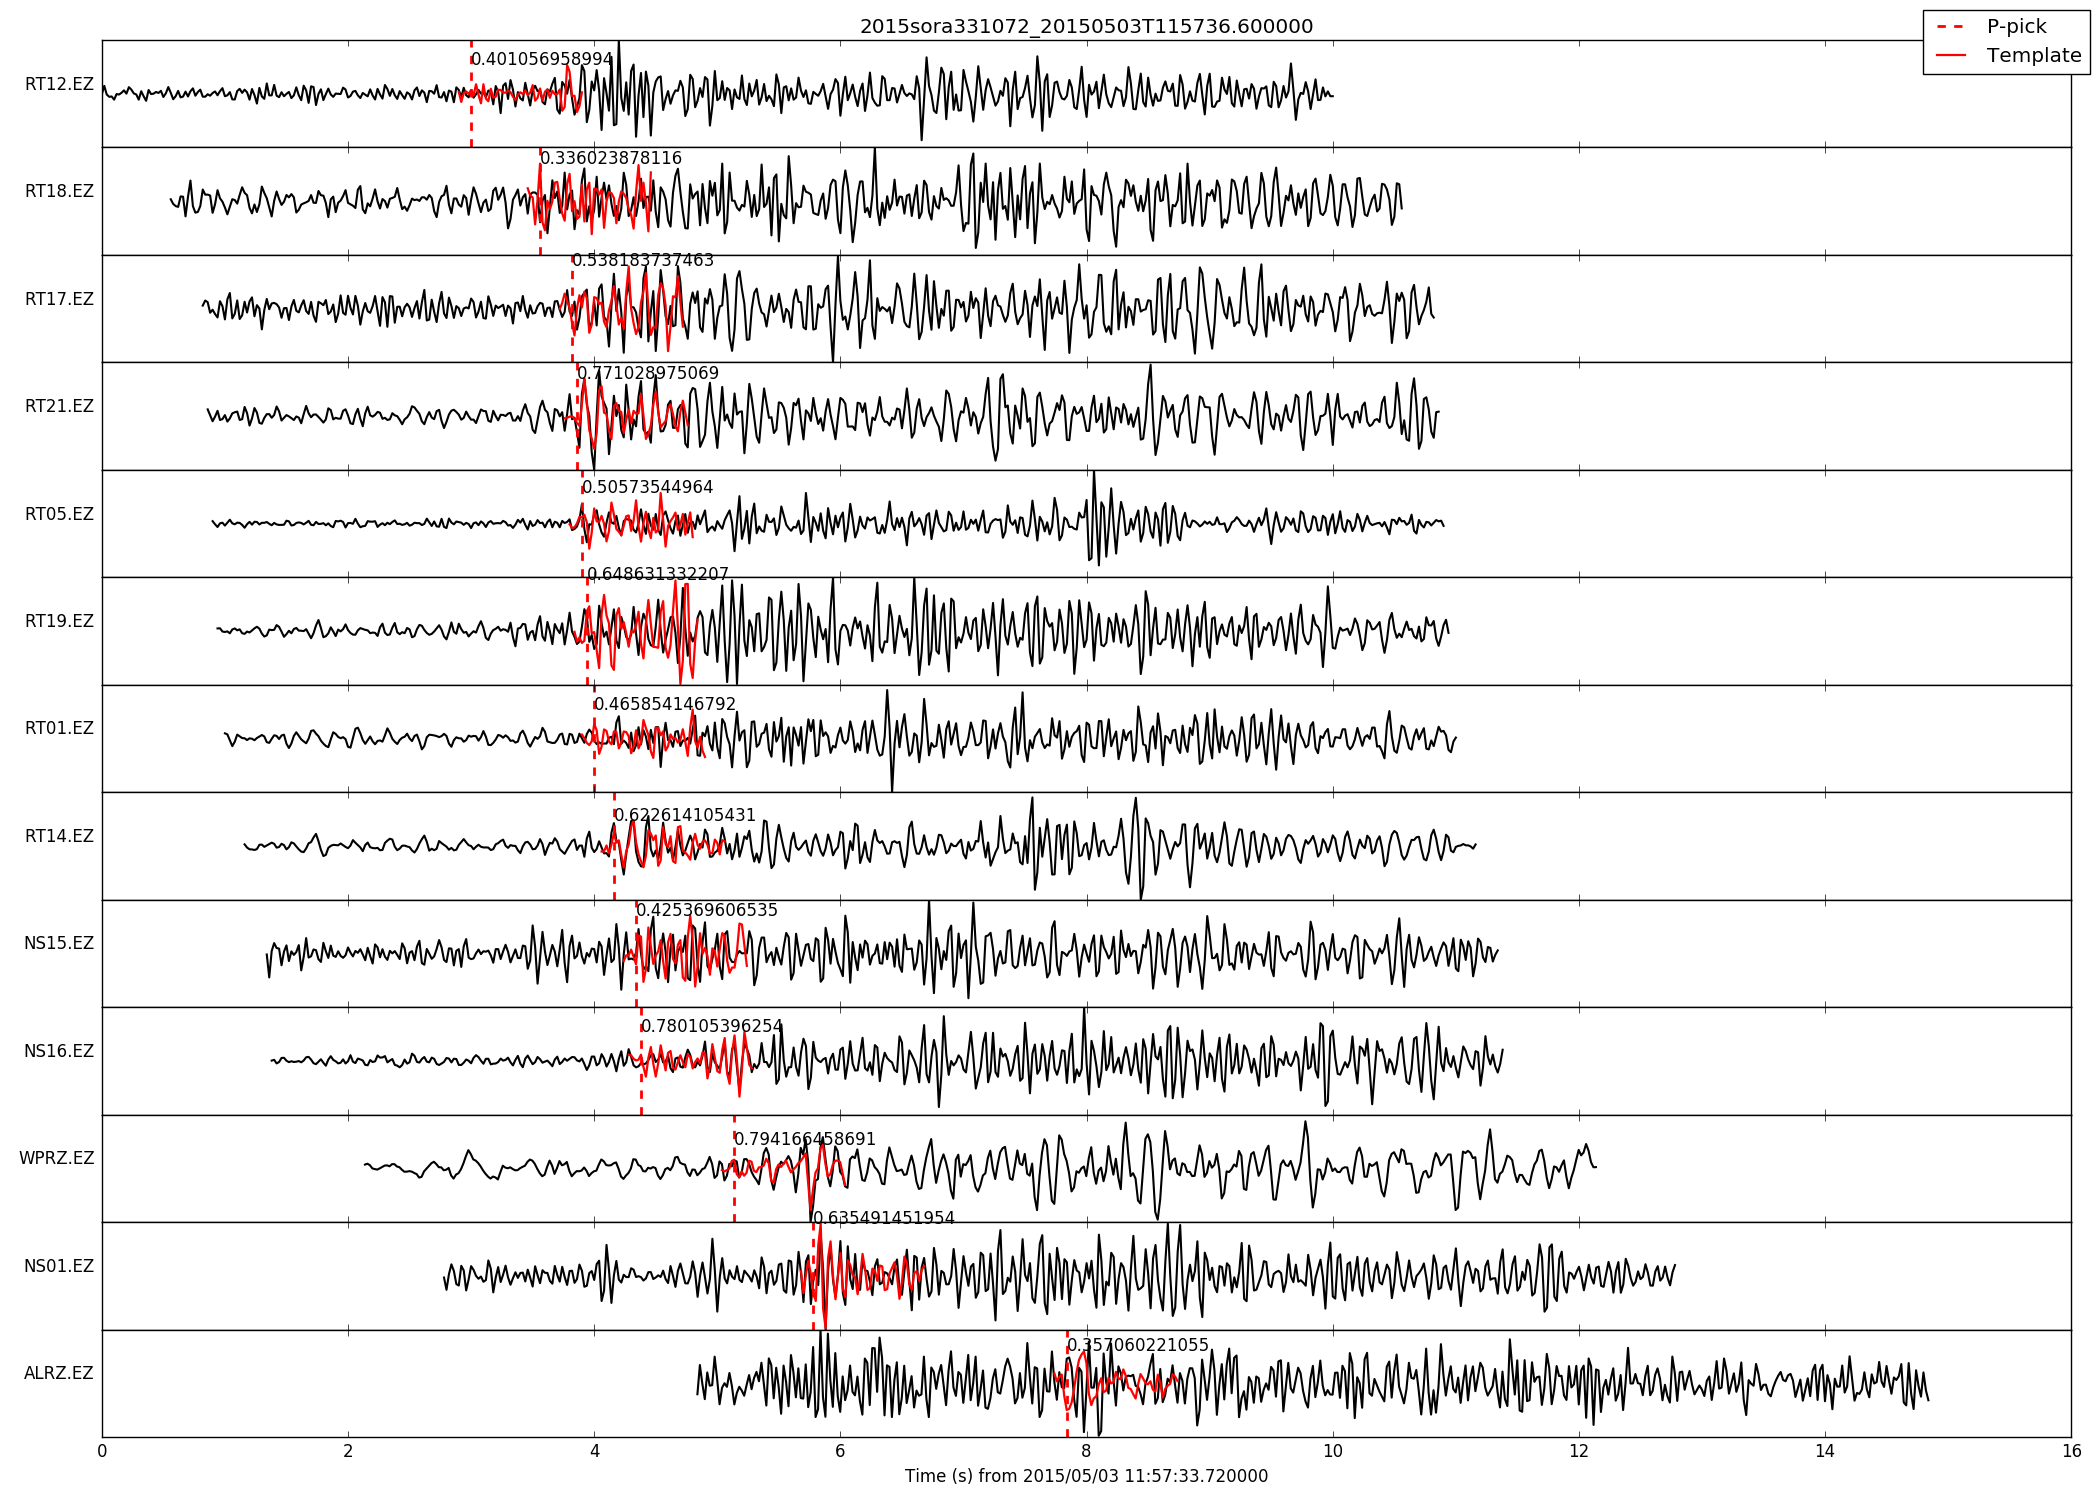 2015sora331072_20150503T115736.600000
P-pick
Template
RT12.EZ
0.401056958994
RT18.EZ
0.336023878116
RT17.EZ
0.538183737463
RT21.EZ
0.771028975069
RT05.EZ
0.50573544964
RT19.EZ
0.648631332207
RT01.EZ
0.465854146792
RT14.EZ
0.622614105431
NS15.EZ
0.425369606535
NS16.EZ
0.780105396254
WPRZ.EZ
0.794166458691
NS01.EZ
0.635491451954
ALRZ.EZ
0.357060221055
0 2 4 6 8 10 12 14 16
Time (s) from 2015/05/03 11:57:33.720000